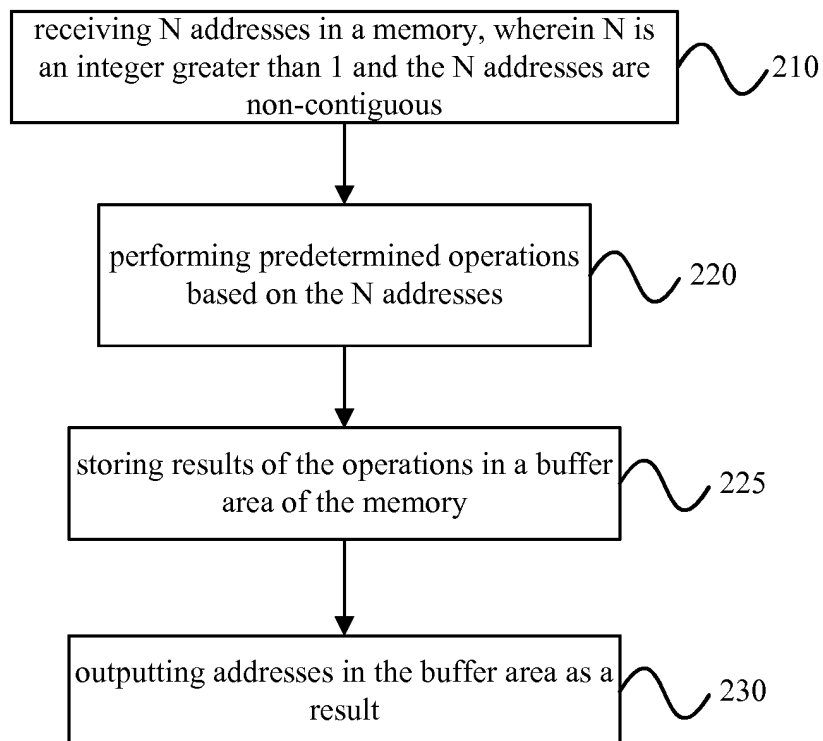 receiving N addresses in a memory, wherein N is
an integer greater than 1 and the N addresses are
non-contiguous
210
performing predetermined operations
based on the N addresses
220
storing results of the operations in a buffer
area of the memory
225
outputting addresses in the buffer area as a
result
230